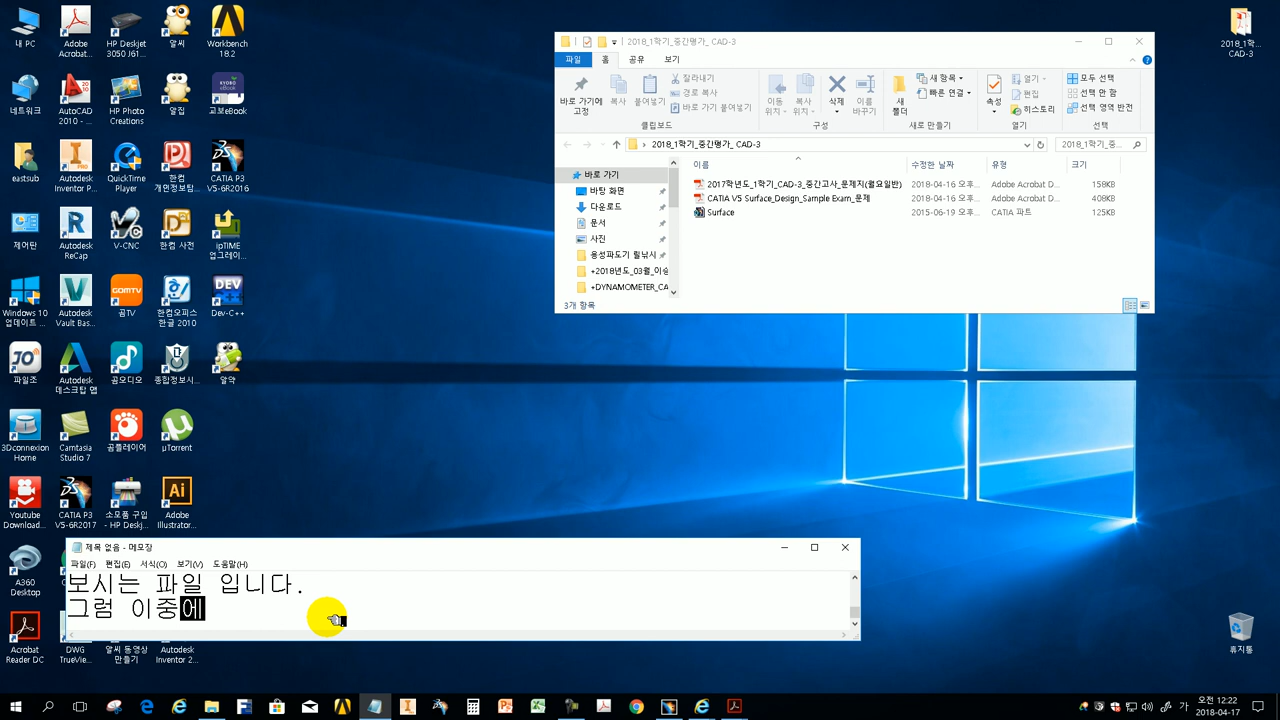 내 PC
Adobe Acrobat...
HP Deskjet 3050 J61...
알씨
Workbench 18.2
네트워크
AutoCAD 2010 - ...
HP Photo Creations
알집
교보eBook
eastsub
Autodesk Inventor P...
QuickTime Player
한컴 개인정보탐...
CATIA P3 V5-6R2016
제어판
Autodesk ReCap
V-CNC
한컴 사전
ipTIME 업그레이...
Windows 10 업데이트 ...
Autodesk Vault Bas...
곰TV
한컴오피스 한글 2010
Dev-C++
파일조
Autodesk 데스크탑 앱
곰오디오
종합정보시...
알약
3Dconnexion Home
Camtasia Studio 7
곰플레이어
µTorrent
Youtube Download...
CATIA P3 V5-6R2017
소모품 구입 - HP Deskj...
Adobe Illustrator...
A360 Desktop
Acrobat Reader DC
DWG TrueView...
알씨 동영상 만들기
Autodesk Inventor 2...
2018_1학기_중간평가_ CAD-3
파일 홈 공유 보기
바로 가기에 고정
복사
붙여넣기
잘라내기
경로 복사
바로 가기 붙여넣기
이동 위치
복사 위치
삭제
이름 바꾸기
새 폴더
새 항목
빠른 연결
속성
열기
편집
히스토리
모두 선택
선택 안 함
선택 영역 반전
클립보드 구성 새로 만들기 열기 선택
2018_1학기_중간평가_ CAD-3 2018_1학기_중...
이름 수정한 날짜 유형 크기
바로 가기
바탕 화면
다운로드
문서
사진
용성파도기 릴낚시
+2018년도_03월_이승
+DYNAMOMETER_CA
2017학년도_1학기_CAD-3_중간고사_문제지(월요일반) 2018-04-16 오후... Adobe Acrobat D... 158KB
CATIA V5 Surface_Design_Sample Exam_문제 2018-04-16 오후... Adobe Acrobat D... 408KB
Surface 2015-06-19 오후... CATIA 파트 125KB
3개 항목
2018_1학... CAD-3
제목 없음 - 메모장
파일(F) 편집(E) 서식(O) 보기(V) 도움말(H)
보시는 파일 입니다.
그럼 이중에
휴지통
가
오전 12:22
2018-04-17